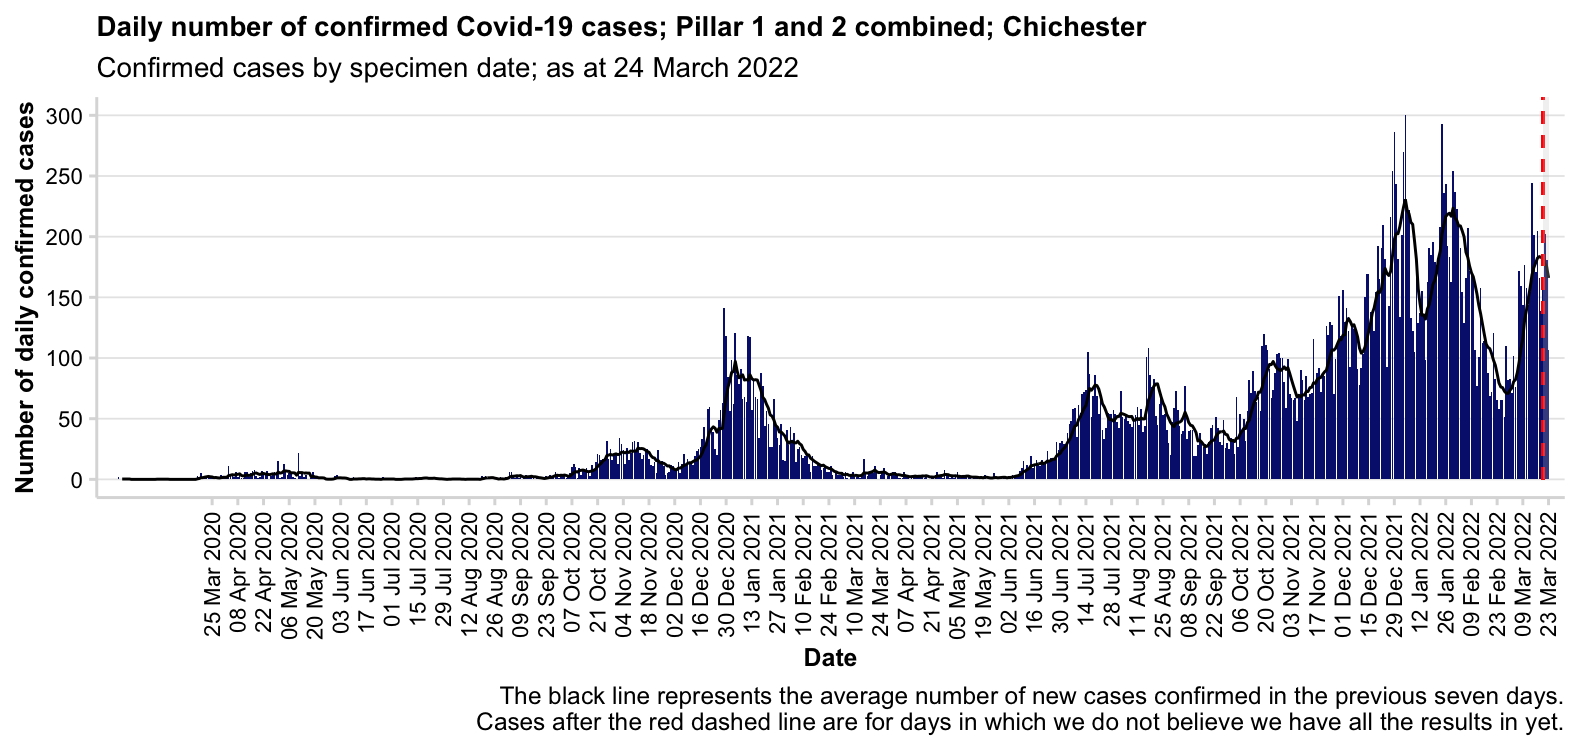 Daily number of confirmed Covid-19 cases; Pillar 1 and 2 combined; Chichester
Confirmed cases by specimen date; as at 24 March 2022
Number of daily confirmed cases
300
250
200
150
100
50
0
25 Mar 2020
08 Apr 2020
22 Apr 2020
06 May 2020
20 May 2020
03 Jun 2020
17 Jun 2020
01 Jul 2020
15 Jul 2020
29 Jul 2020
12 Aug 2020
26 Aug 2020
09 Sep 2020
23 Sep 2020
07 Oct 2020
21 Oct 2020
04 Nov 2020
18 Nov 2020
02 Dec 2020
16 Dec 2020
30 Dec 2020
13 Jan 2021
27 Jan 2021
10 Feb 2021
24 Feb 2021
10 Mar 2021
24 Mar 2021
07 Apr 2021
21 Apr 2021
05 May 2021
19 May 2021
02 Jun 2021
16 Jun 2021
30 Jun 2021
14 Jul 2021
28 Jul 2021
11 Aug 2021
25 Aug 2021
08 Sep 2021
22 Sep 2021
06 Oct 2021
20 Oct 2021
03 Nov 2021
17 Nov 2021
01 Dec 2021
15 Dec 2021
29 Dec 2021
12 Jan 2022
26 Jan 2022
09 Feb 2022
23 Feb 2022
09 Mar 2022
23 Mar 2022
Date
The black line represents the average number of new cases confirmed in the previous seven days.
Cases after the red dashed line are for days in which we do not believe we have all the results in yet.